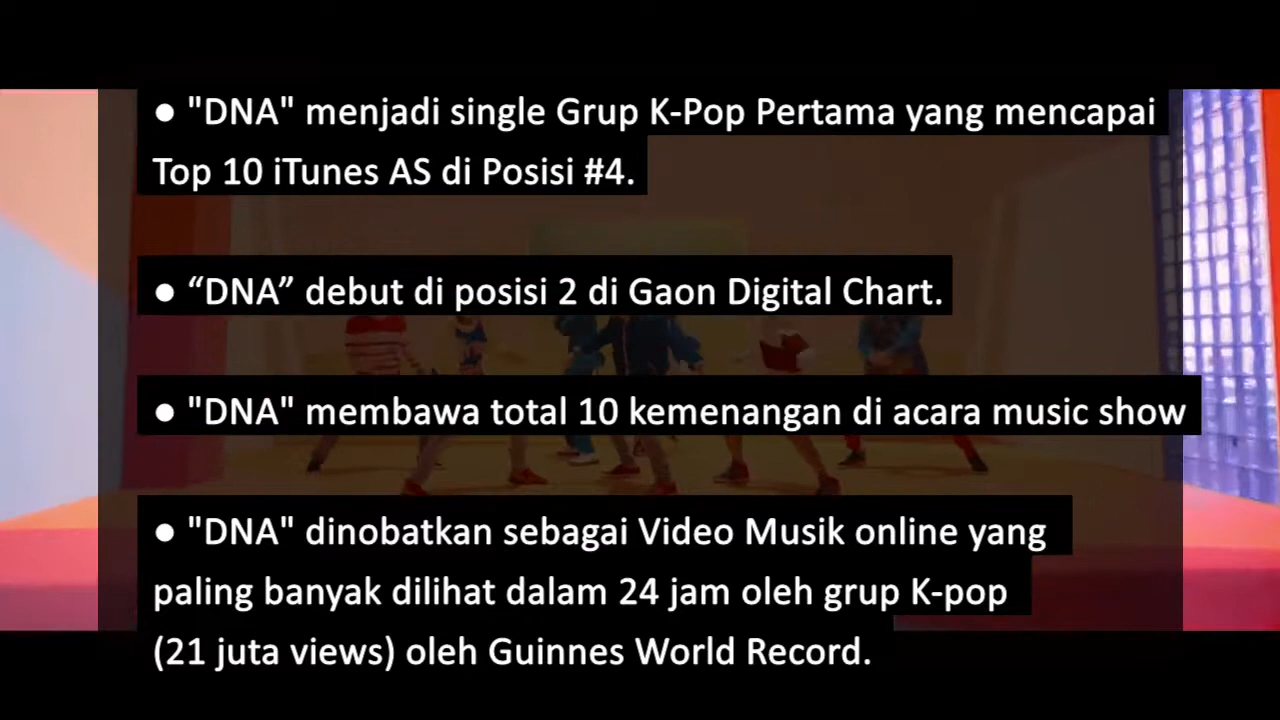 ● "DNA" menjadi single Grup K-Pop Pertama yang mencapai
Top 10 iTunes AS di Posisi #4.
● “DNA” debut di posisi 2 di Gaon Digital Chart.
● "DNA" membawa total 10 kemenangan di acara music show
● "DNA" dinobatkan sebagai Video Musik online yang
paling banyak dilihat dalam 24 jam oleh grup K-pop
(21 juta views) oleh Guinnes World Record.